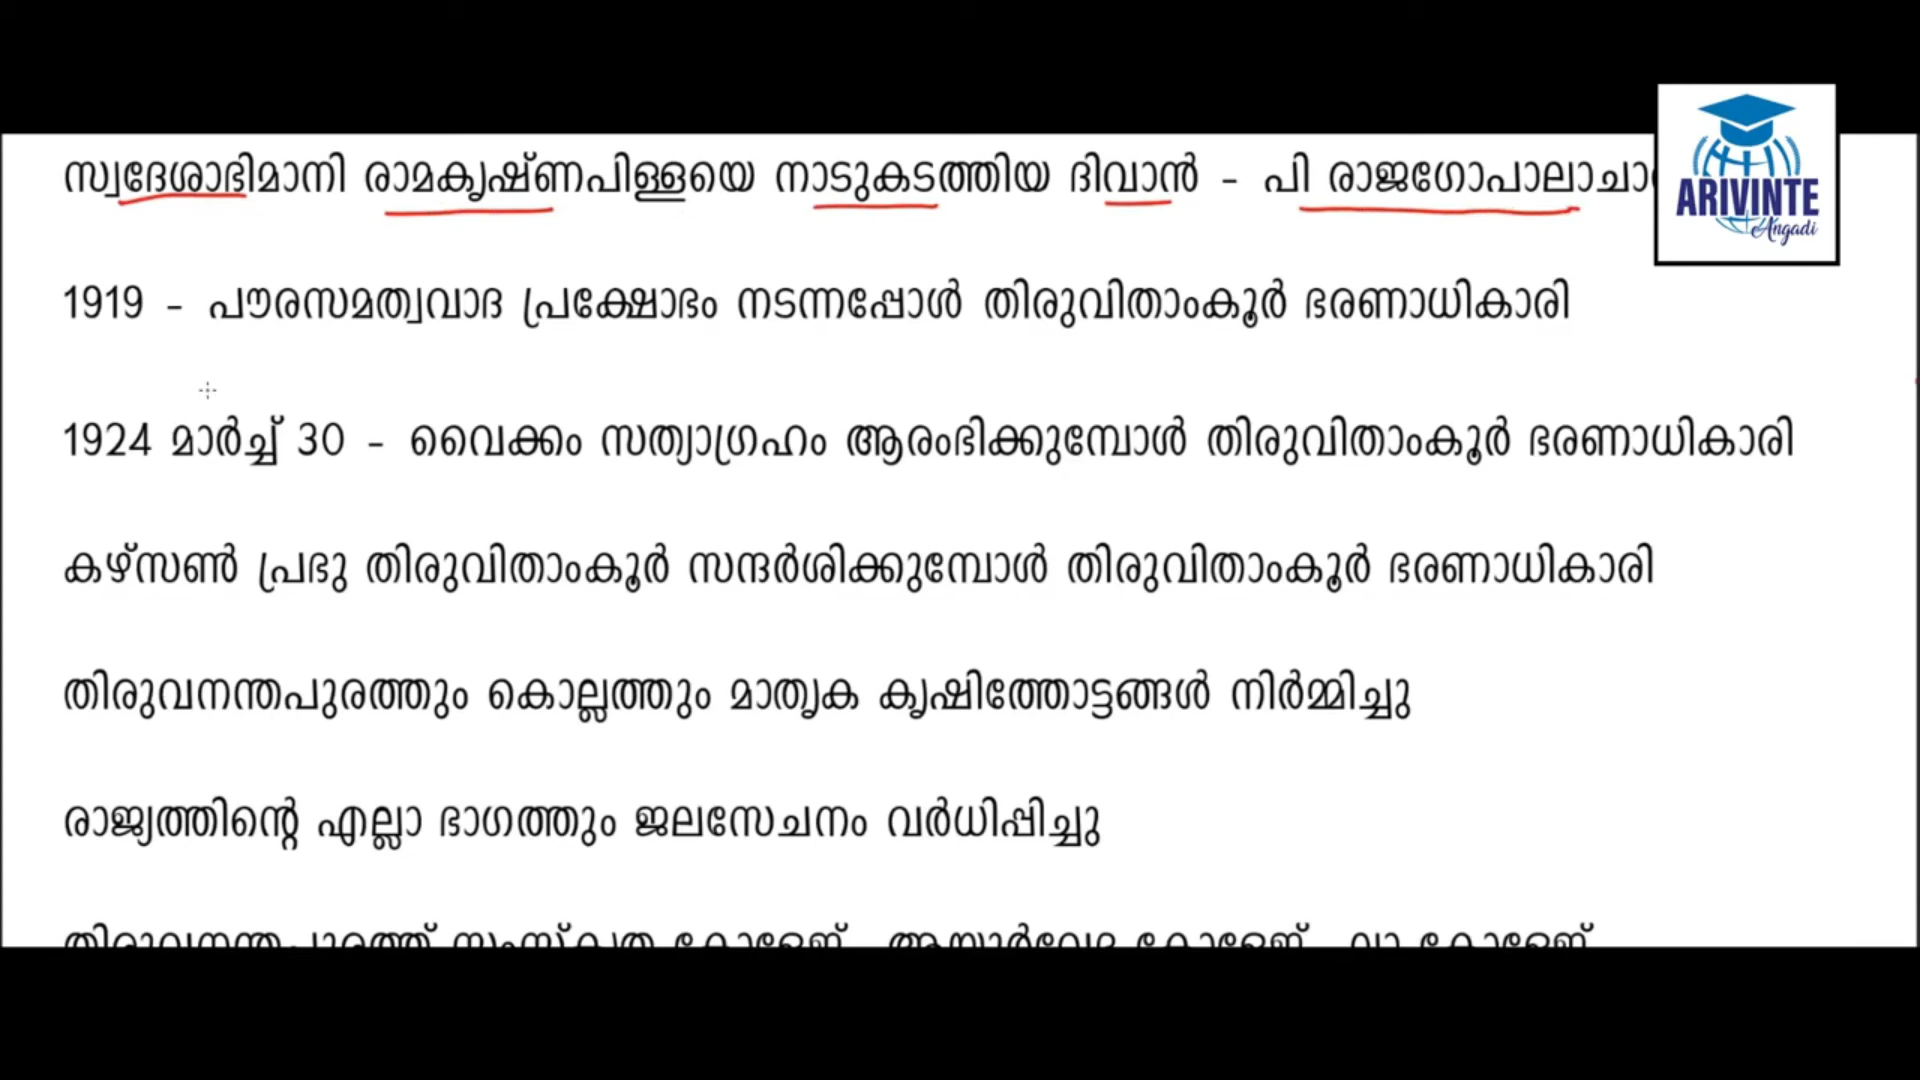 സ്വദേശാഭിമാനി രാമകൃഷ്ണപിള്ളയെ നാടുകടത്തിയ ദിവാൻ - പി
ARIVINTE
Angadi
1919 - പൗരസമത്വവാദ പ്രക്ഷോഭം നടന്നപ്പോൾ തിരുവിതാംകൂർ ഭരണാധികാരി
1924 മാർച്ച് 30 - വൈക്കം സത്യാഗ്രഹം ആരംഭിക്കുമ്പോൾ തിരുവിതാംകൂർ ഭരണാധികാരി
കഴ്സൺ പ്രഭു തിരുവിതാംകൂർ സന്ദർശിക്കുമ്പോൾ തിരുവിതാംകൂർ ഭരണാധികാരി
തിരുവനന്തപുരത്തും കൊല്ലത്തും മാതൃക കൃഷിത്തോട്ടങ്ങൾ നിർമ്മിച്ചു
രാജ്യത്തിന്റെ എല്ലാ ഭാഗത്തും ജലസേചനം വർധിപ്പിച്ചു